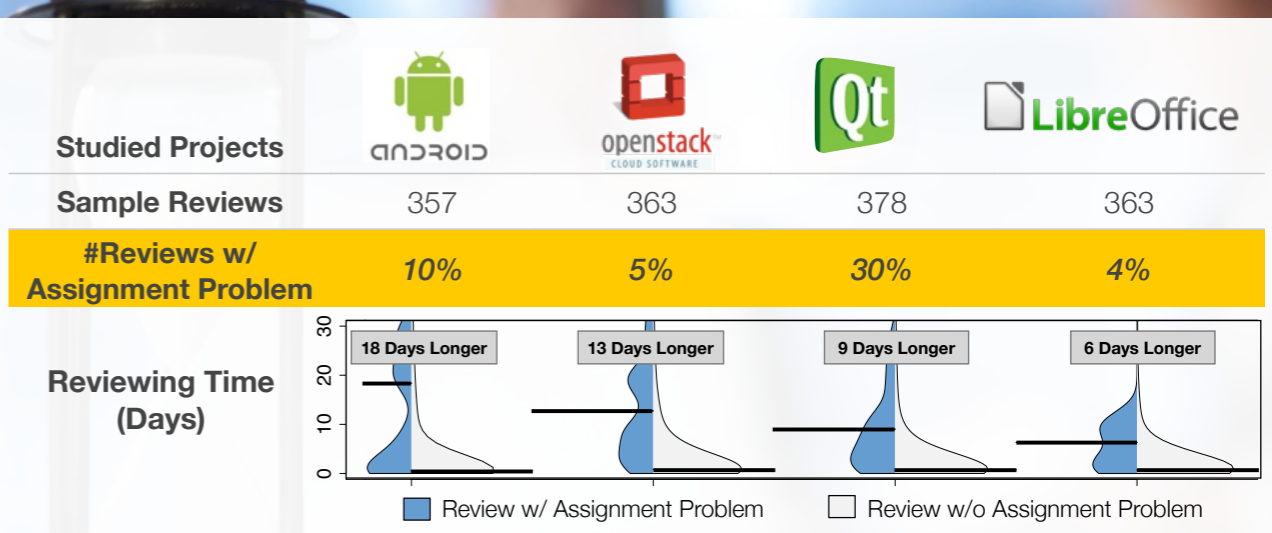 ANDROID
openstack™
CLOUD SOFTWARE
Qt
LibreOffice
Studied Projects
Sample Reviews 357 363 378 363
#Reviews w/
Assignment Problem 10% 5% 30% 4%
Reviewing Time
(Days)
30
20
10
0
18 Days Longer 13 Days Longer 9 Days Longer 6 Days Longer
Review w/ Assignment Problem Review w/o Assignment Problem